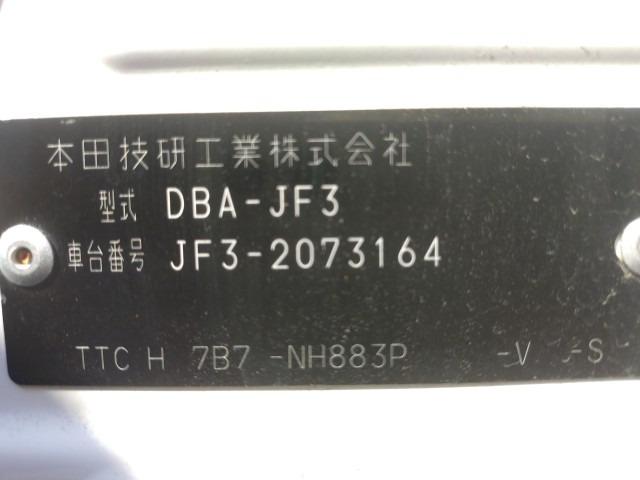 本田技研工業株式会社
型式 DBA-JF3
車台番号 JF3-2073164
TTC H 7B7 -NH883P -V -S